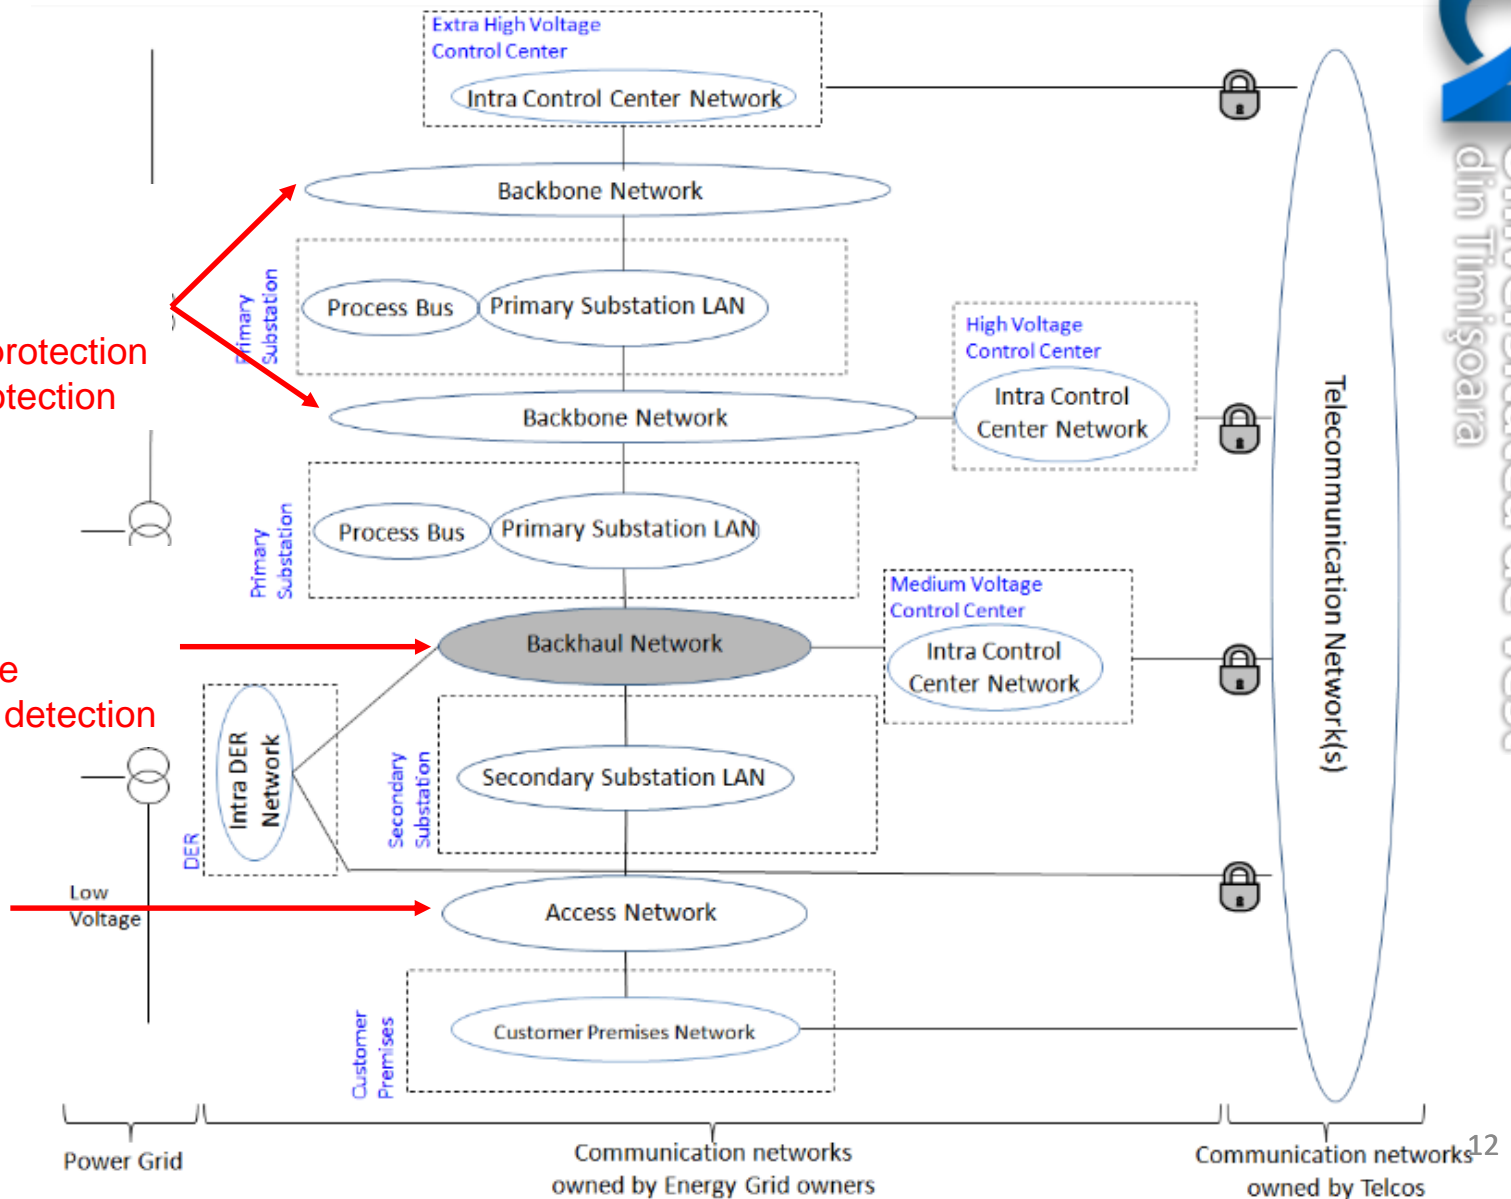 Extra High Voltage
Control Center
Intra Control Center Network
Backbone Network
Primary
Substation
Process Bus
Primary Substation LAN
High Voltage
Control Center
Intra Control
Center Network
protection
Backbone Network
Primary
Substation
Process Bus
Primary Substation LAN
Medium Voltage
Control Center
Intra Control
Center Network
Backhaul Network
detection
DER
Intra DER
Network
Secondary
Substation
Secondary Substation LAN
Low
Voltage
Access Network
Customer
Premises
Customer Premises Network
Telecommunication Network(s)
din Timişoara
Power Grid
Communication networks
owned by Energy Grid owners
Communication networks
owned by Telcos
12